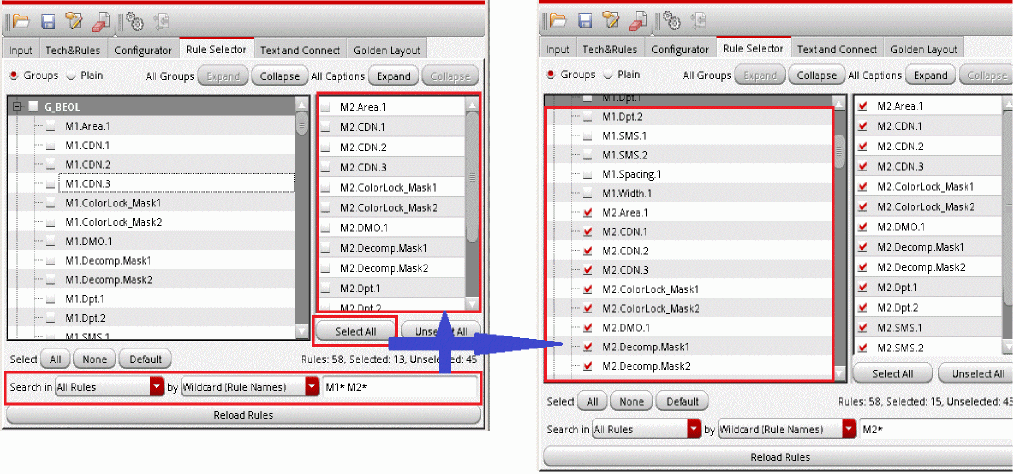 Input Tech&Rules Configurator Rule Selector Text and Connect Golden Layout
Groups Plain All Groups Expand Collapse All Captions Expand Collapse
G_BEOL
M1.Area.1
M1.CDN.1
M1.CDN.2
M1.CDN.3
M1.ColorLock_Mask1
M1.ColorLock_Mask2
M1.DMO.1
M1.Decomp.Mask1
M1.Decomp.Mask2
M1.Dpt.1
M1.Dpt.2
M1.SMS.1
M2.Area.1
M2.CDN.1
M2.CDN.2
M2.CDN.3
M2.ColorLock_Mask1
M2.ColorLock_Mask2
M2.DMO.1
M2.Decomp.Mask1
M2.Decomp.Mask2
M2.Dpt.1
M2.Dpt.2
Select All Unselect All
Select All None Default Rules: 58, Selected: 13, Unselected: 45
Search in All Rules by Wildcard (Rule Names) M1* M2*
Reload Rules
Input Tech&Rules Configurator Rule Selector Text and Connect Golden Layout
Groups Plain All Groups Expand Collapse All Captions Expand Collapse
M1.Dpt.1
M1.Dpt.2
M1.SMS.1
M1.SMS.2
M1.Spacing.1
M1.Width.1
M2.Area.1
M2.CDN.1
M2.CDN.2
M2.CDN.3
M2.ColorLock_Mask1
M2.ColorLock_Mask2
M2.DMO.1
M2.Decomp.Mask1
M2.Decomp.Mask2
M2.Area.1
M2.CDN.1
M2.CDN.2
M2.CDN.3
M2.ColorLock_Mask1
M2.ColorLock_Mask2
M2.DMO.1
M2.Decomp.Mask1
M2.Decomp.Mask2
M2.Dpt.1
M2.Dpt.2
M2.SMS.1
M2.SMS.2
Select All Unselect All
Select All None Default Rules: 58, Selected: 15, Unselected: 43
Search in All Rules by Wildcard (Rule Names) M2*
Reload Rules